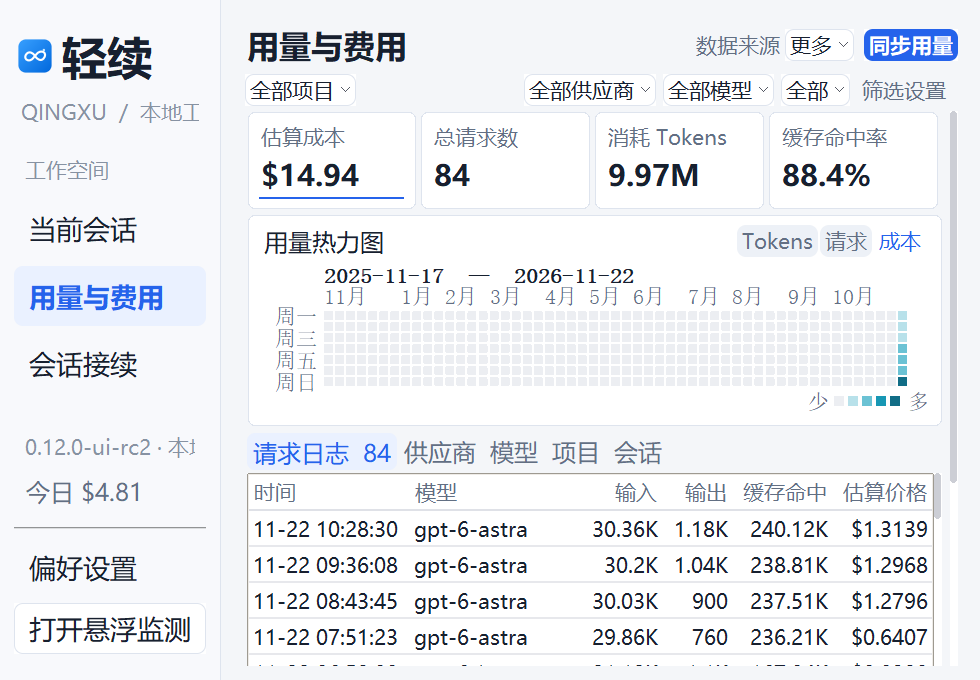 轻续
QINGXU / 本地工
工作空间
当前会话
用量与费用
会话接续
0.12.0-ui-rc2 · 本
今日 $4.81
偏好设置
打开悬浮监测
用量与费用
数据来源 更多 同步用量
全部项目 全部供应商 全部模型 全部 筛选设置
估算成本 总请求数 消耗 Tokens 缓存命中率
$14.94 84 9.97M 88.4%
用量热力图 Tokens 请求 成本
2025-11-17 — 2026-11-22
11月 1月 2月 3月 4月 5月 6月 7月 8月 9月 10月
周一
周三
周五
周日
少 多
请求日志 84 供应商 模型 项目 会话
时间 模型 输入 输出 缓存命中 估算价格
11-22 10:28:30 gpt-6-astra 30.36K 1.18K 240.12K $1.3139
11-22 09:36:08 gpt-6-astra 30.2K 1.04K 238.81K $1.2968
11-22 08:43:45 gpt-6-astra 30.03K 900 237.51K $1.2796
11-22 07:51:23 gpt-6-astra 29.86K 760 236.21K $0.6407